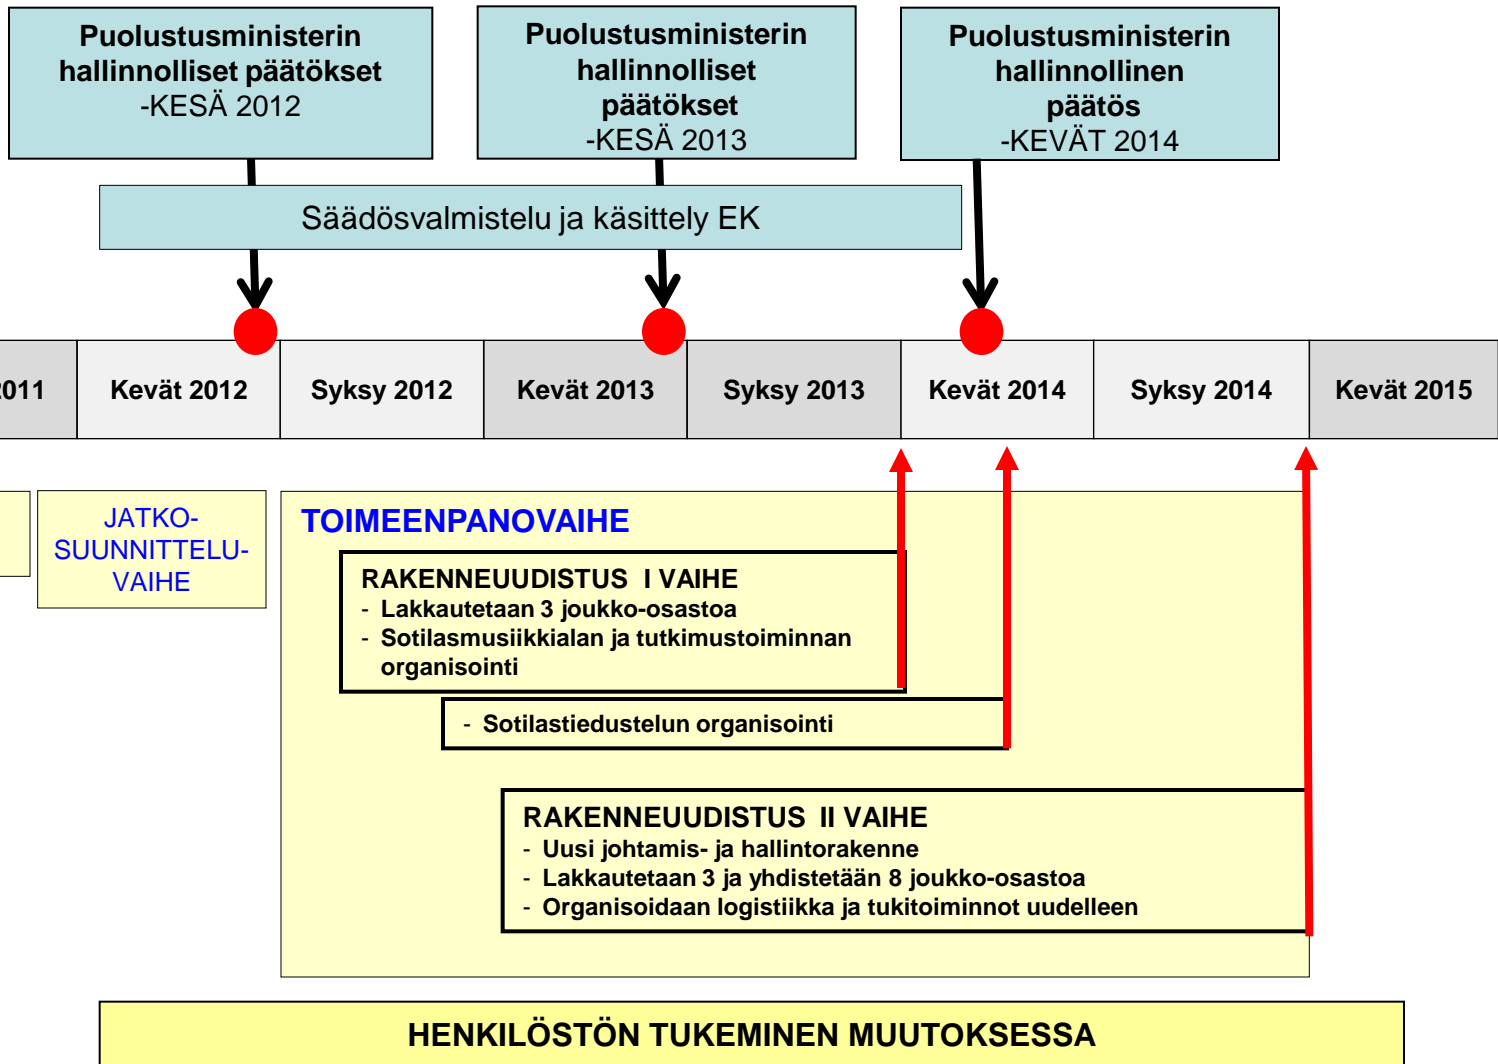 Puolustusministerin
hallinnolliset päätökset
-KESÄ 2012
Puolustusministerin
hallinnolliset
päätökset
-KESÄ 2013
Puolustusministerin
hallinnollinen
päätös
-KEVÄT 2014
Säädösvalmistelu ja käsittely EK
2011
Kevät 2012
Syksy 2012
Kevät 2013
Syksy 2013
Kevät 2014
Syksy 2014
Kevät 2015
JATKO-
SUUNNITTELU-
VAIHE
TOIMEENPANOVAIHE
RAKENNEUUDISTUS I VAIHE
- Lakkautetaan 3 joukko-osastoa
- Sotilasmusiikkialan ja tutkimustoiminnan
organisointi
- Sotilastiedustelun organisointi
RAKENNEUUDISTUS II VAIHE
- Uusi johtamis- ja hallintorakenne
- Lakkautetaan 3 ja yhdistetään 8 joukko-osastoa
- Organisoidaan logistiikka ja tukitoiminnot uudelleen
HENKILÖSTÖN TUKEMINEN MUUTOKSESSA